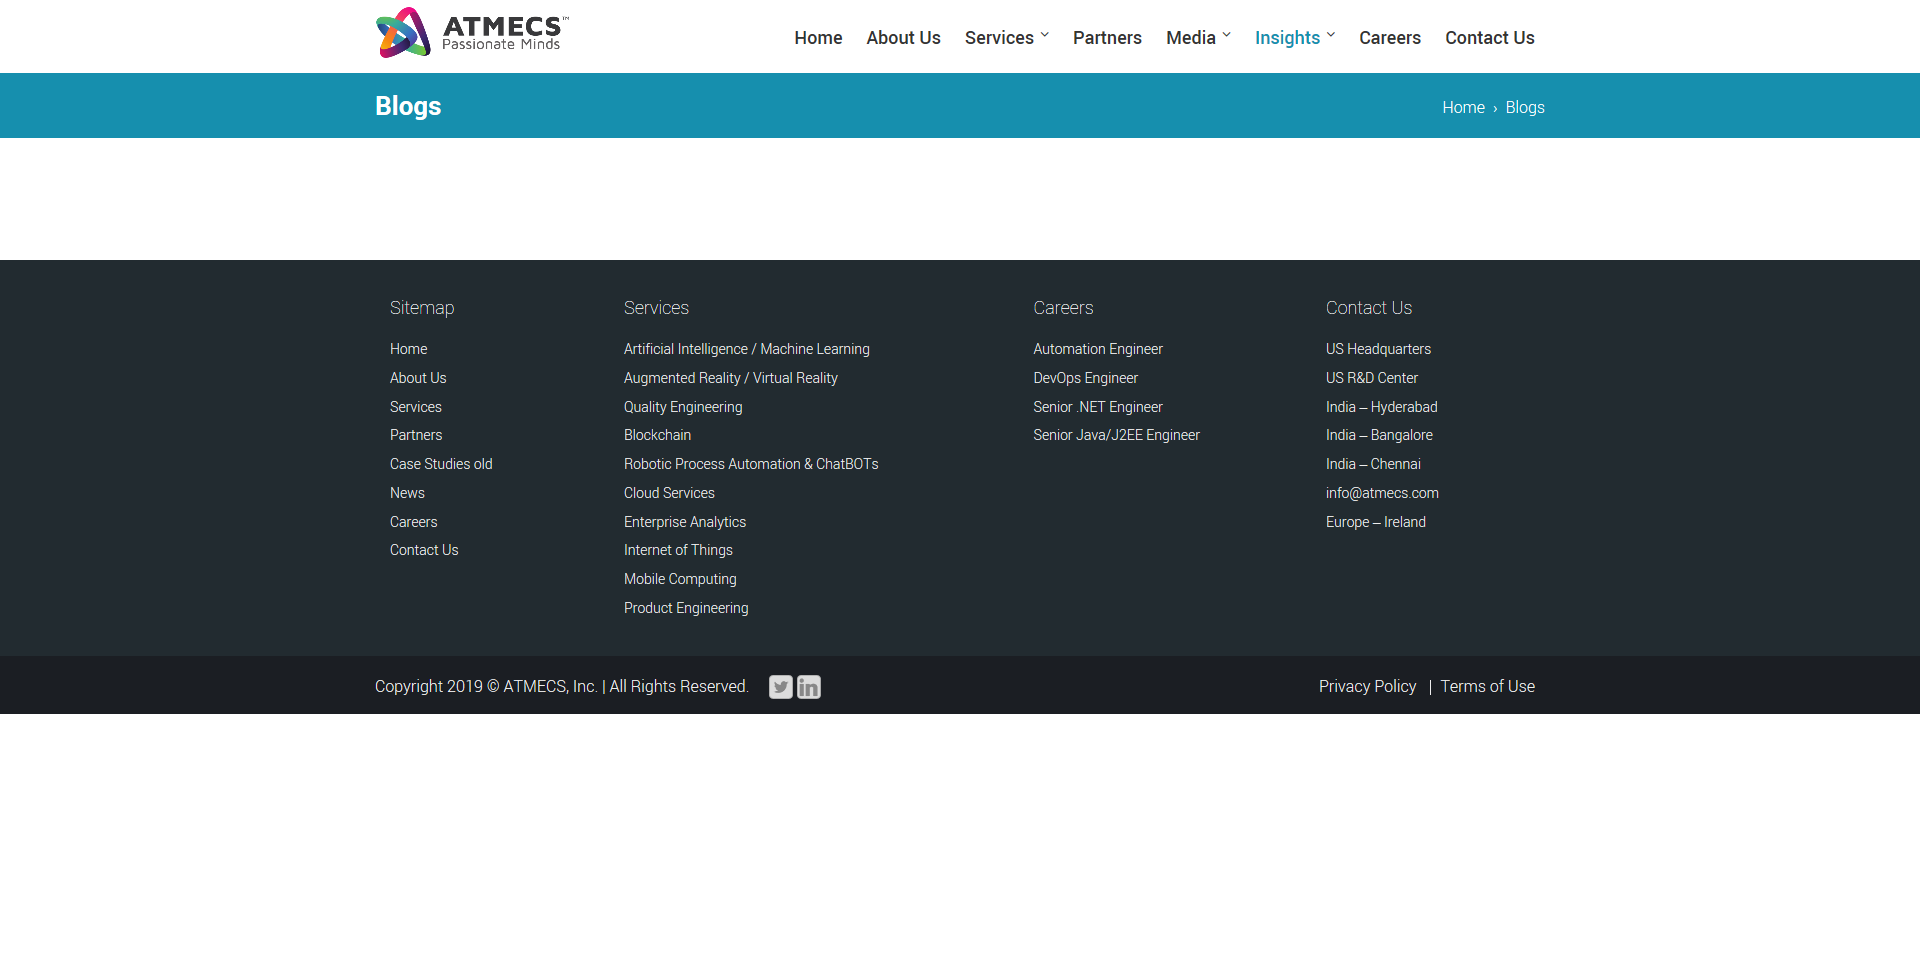 ATMECS™
Passionate Minds
Home About Us Services Partners Media Insights Careers Contact Us
Blogs
Home › Blogs
Sitemap
Home
About Us
Services
Partners
Case Studies old
News
Careers
Contact Us
Services
Artificial Intelligence / Machine Learning
Augmented Reality / Virtual Reality
Quality Engineering
Blockchain
Robotic Process Automation & ChatBOTs
Cloud Services
Enterprise Analytics
Internet of Things
Mobile Computing
Product Engineering
Careers
Automation Engineer
DevOps Engineer
Senior .NET Engineer
Senior Java/J2EE Engineer
Contact Us
US Headquarters
US R&D Center
India – Hyderabad
India – Bangalore
India – Chennai
info@atmecs.com
Europe – Ireland
Copyright 2019 © ATMECS, Inc. | All Rights Reserved.
Privacy Policy | Terms of Use